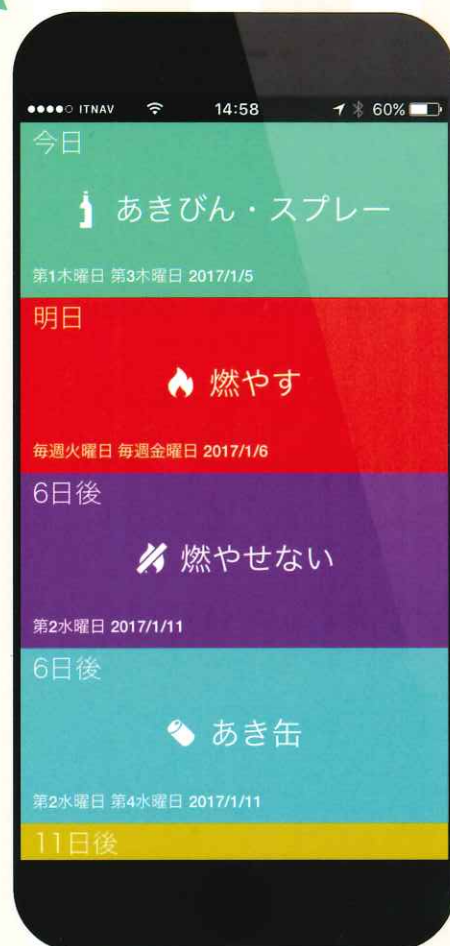 ITNAV 14:58 60%
今日
あきびん・スプレー
第1木曜日 第3木曜日 2017/1/5
明日
燃やす
毎週火曜日 毎週金曜日 2017/1/6
6日後
燃やせない
第2水曜日 2017/1/11
6日後
あき缶
第2水曜日 第4水曜日 2017/1/11
11日後